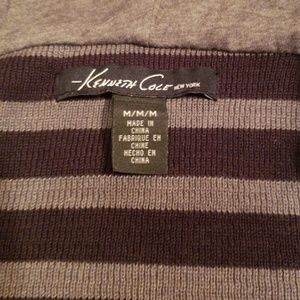 Kenneth Cole NEW YORK
M/M/M
MADE IN
CHINA
FABRIQUE EN
CHINE
HECHO EN
CHINA